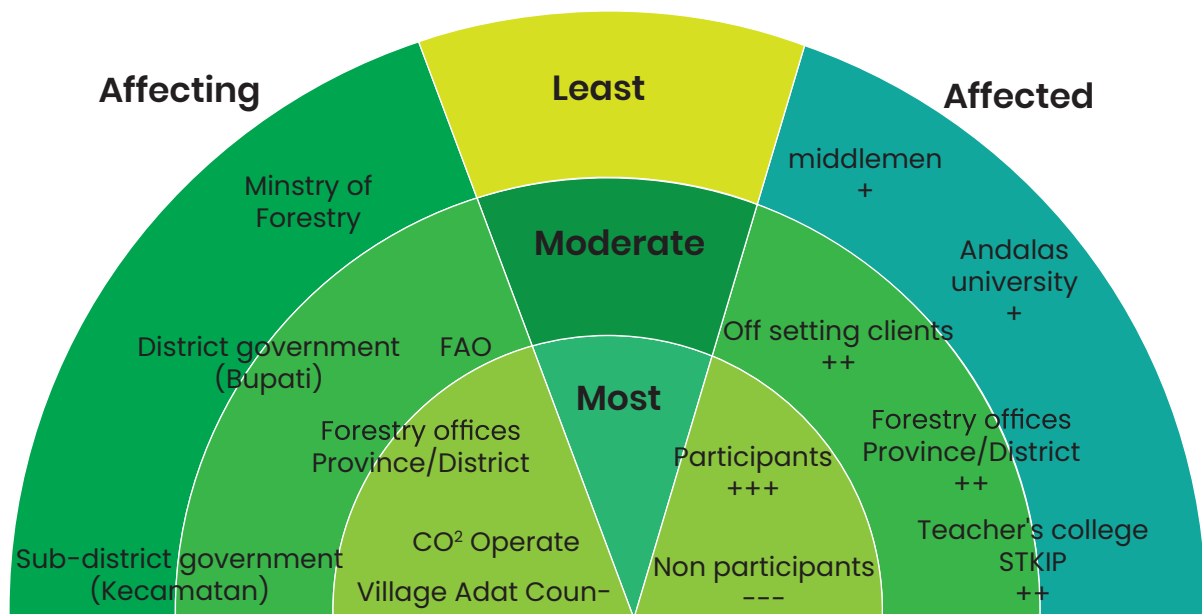 Affecting
Least
Affected
Minstry of
Forestry
middlemen
+
Moderate
Andalas
university
+
District government
(Bupati)
FAO
Off setting clients
++
Most
Forestry offices
Province/District
Participants
+++
Forestry offices
Province/District
++
Sub-district government
(Kecamatan)
CO² Operate
Village Adat Coun-
Non participants
---
Teacher's college
STKIP
++